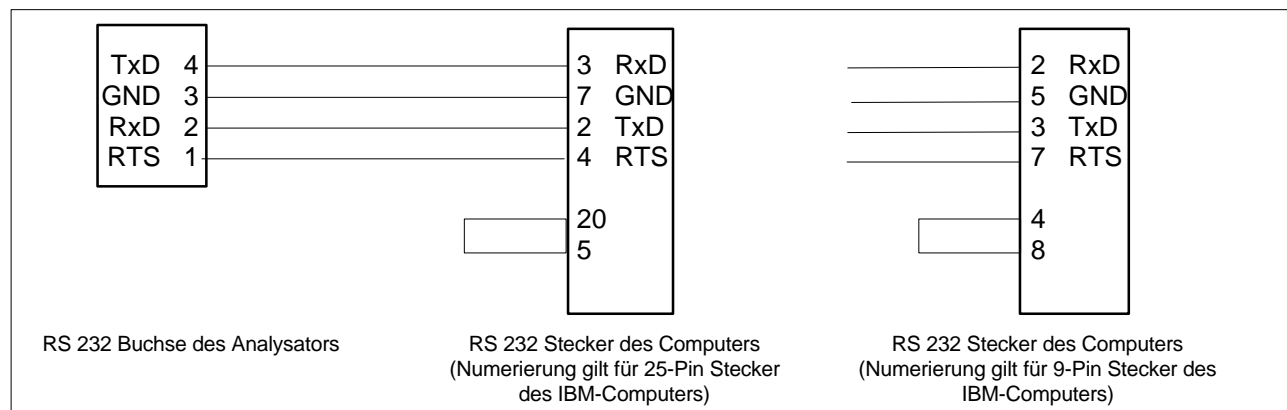 TxD 4
GND 3
RxD 2
RTS 1
3 RxD
7 GND
2 TxD
4 RTS
20
5
2 RxD
5 GND
3 TxD
7 RTS
4
8
RS 232 Buchse des Analysators
RS 232 Stecker des Computers
(Numerierung gilt für 25-Pin Stecker
des IBM-Computers)
RS 232 Stecker des Computers
(Numerierung gilt für 9-Pin Stecker des
IBM-Computers)